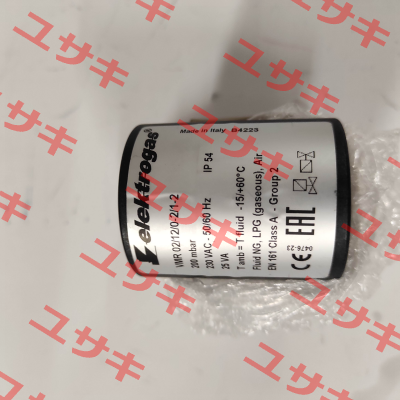 ユサキ
Made in Italy 04223
elektrogas®
VMR 02/12/0-2/1-2
200 mbar
230 VAC - 50/60 Hz IP 54
25 VA
T amb = T fluid -15/+60°C
Fluid NG, LPG (gaseous), Air
EN 161 Class A - Group 2
CE EAC
0476-23